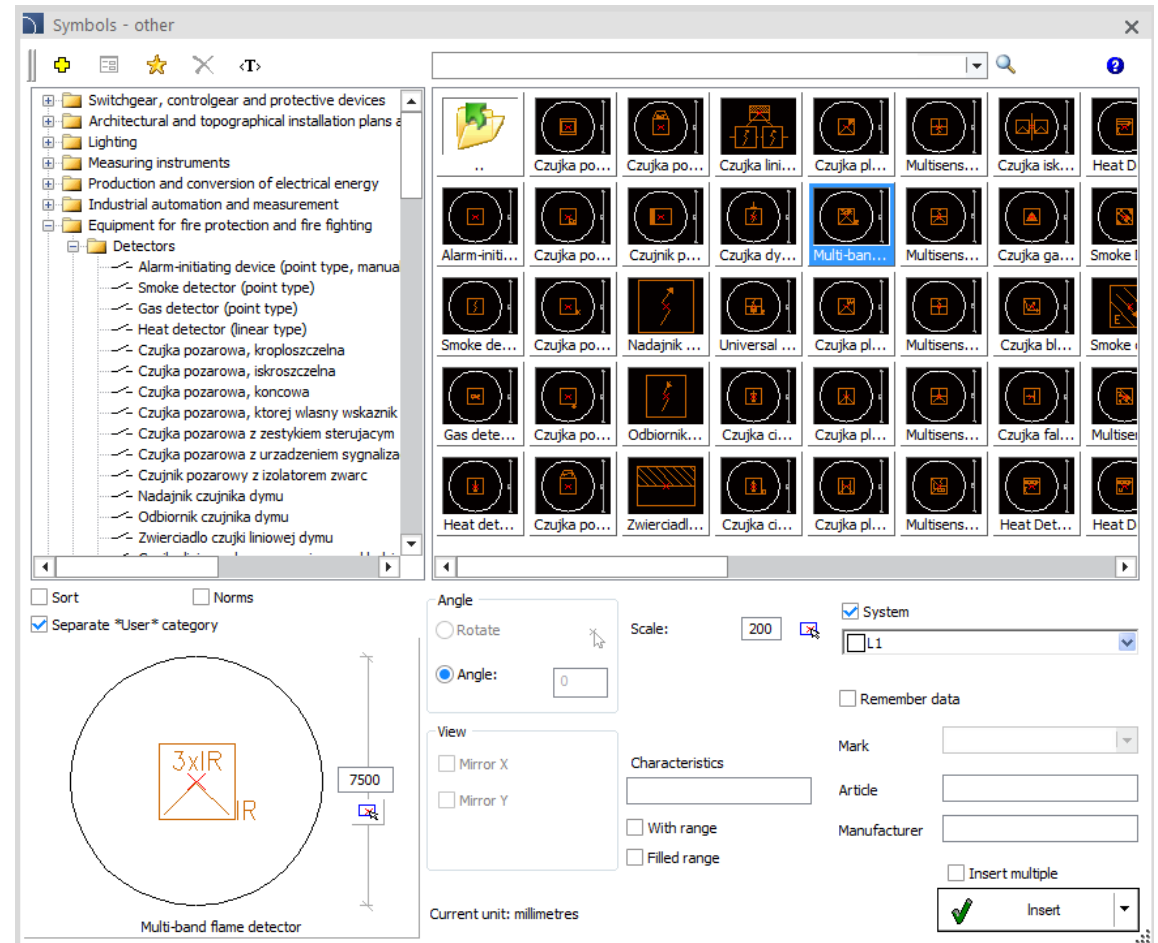 Symbols - other
<T>
Switchgear, controlgear and protective devices
Architectural and topographical installation plans a
Lighting
Measuring instruments
Production and conversion of electrical energy
Industrial automation and measurement
Equipment for fire protection and fire fighting
Detectors
Alarm-initiating device (point type, manua
Smoke detector (point type)
Gas detector (point type)
Heat detector (linear type)
Czujka pozarowa, kroploszczelna
Czujka pozarowa, iskroszczelna
Czujka pozarowa, koncowa
Czujka pozarowa, ktorej wlasny wskaznik
Czujka pozarowa z zestykiem sterujacym
Czujka pozarowa z urzadzeniem sygnaliza
Czujnik pozarowy z izolatorem zwarc
Nadajnik czujnika dymu
Odbiornik czujnika dymu
Zwierciadlo czujki liniowej dymu
.. Czujka po... Czujka po... Czujka lini... Czujka pl... Multisens... Czujka isk... Heat D
Alarm-initi... Czujka po... Czujnik p... Czujka dy... Multi-ban... Multisens... Czujka ga... Smoke
Smoke de... Czujka po... Nadajnik ... Universal ... Czujka pl... Multisens... Czujka bl... Smoke
E
Gas dete... Czujka po... Odbiornik... Czujka ci... Czujka pl... Multisens... Czujka fal... Multiser
Heat det... Czujka po... Zwierciadl... Czujka ci... Czujka pl... Multisens... Heat Det... Heat D
Sort
Norms
Separate *User* category
3xIR
IR
7500
Multi-band flame detector
Angle
Rotate
Angle:
0
View
Mirror X
Mirror Y
Current unit: millimetres
Scale:
200
Characteristics
With range
Filled range
System
L1
Remember data
Mark
Article
Manufacturer
Insert multiple
Insert